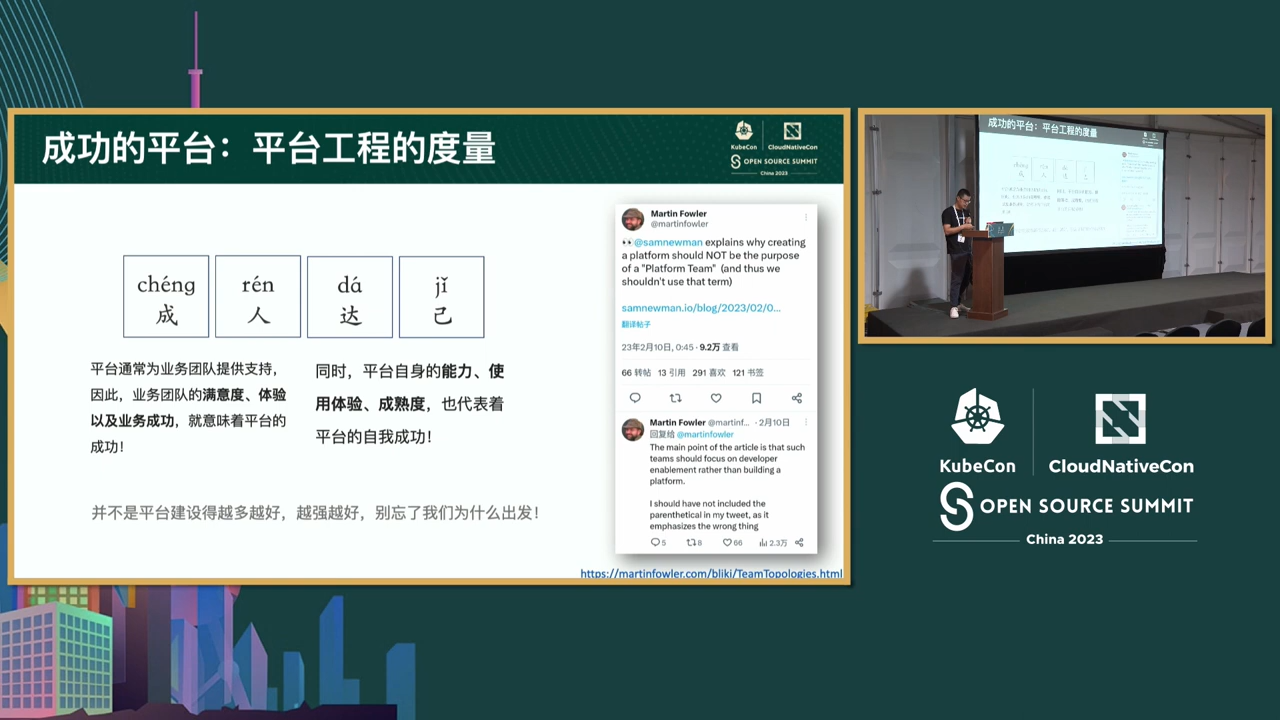 成功的平台：平台工程的度量
KubeCon
CloudNativeCon
OPEN SOURCE SUMMIT
China 2023
chéng rén dá jǐ
成 人 达 己
平台通常为业务团队提供支持，
因此，业务团队的满意度、体验
以及业务成功，就意味着平台的
成功！
同时，平台自身的能力、使
用体验、成熟度，也代表着
平台的自我成功！
并不是平台建设得越多越好，越强越好，别忘了我们为什么出发！
Martin Fowler
@martinfowler
👀 @samnewman explains why creating
a platform should NOT be the purpose
of a "Platform Team" (and thus we
shouldn't use that term)
samnewman.io/blog/2023/02/0...
翻译帖子
23年2月10日, 0:45 · 9.2万 查看
66 转帖 13 引用 291 喜欢 121 书签
Martin Fowler @martinf... · 2月10日
回复给 @martinfowler
The main point of the article is that such
teams should focus on developer
enablement rather than building a
platform.
I should have not included the
parenthetical in my tweet, as it
emphasizes the wrong thing
5 8 66 2.3万
https://martinfowler.com/bliki/TeamTopologies.html
成功的平台：平台工程的度量
KubeCon
CloudNativeCon
OPEN SOURCE SUMMIT
China 2023